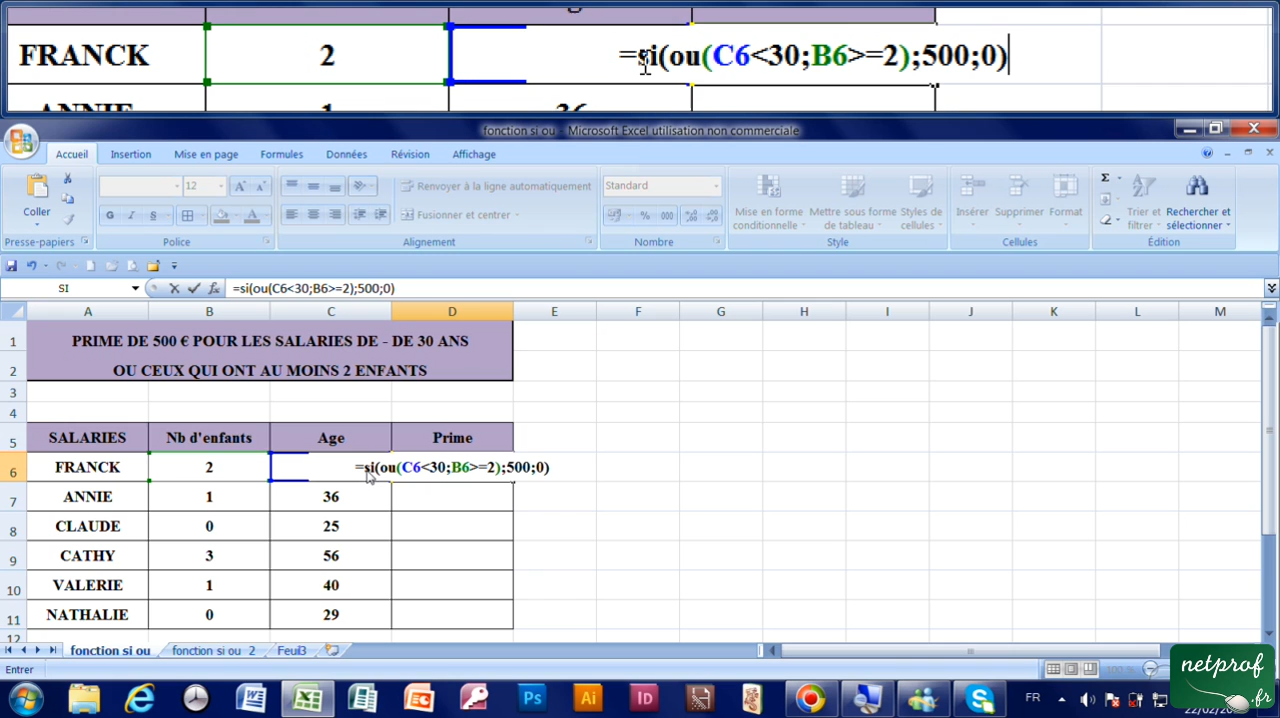 FRANCK 2 =si(ou(C6<30;B6>=2);500;0)
fonction si ou - Microsoft Excel utilisation non commerciale
Accueil Insertion Mise en page Formules Données Révision Affichage
12
Standard
Renvoyer à la ligne automatiquement
Coller
G I S
Fusionner et centrer
% 000
Mise en forme conditionnelle
Mettre sous forme de tableau
Styles de cellules
Insérer Supprimer Format
Σ
Trier et filtrer
Rechercher et sélectionner
Presse-papiers Police Alignement Nombre Style Cellules Édition
SI =si(ou(C6<30;B6>=2);500;0)
A B C D E F G H I J K L M
1 PRIME DE 500 € POUR LES SALARIES DE - DE 30 ANS
2 OU CEUX QUI ONT AU MOINS 2 ENFANTS
3
4
5 SALARIES Nb d'enfants Age Prime
6 FRANCK 2 =si(ou(C6<30;B6>=2);500;0)
7 ANNIE 1 36
8 CLAUDE 0 25
9 CATHY 3 56
10 VALERIE 1 40
11 NATHALIE 0 29
12
fonction si ou fonction si ou 2 Feuil3
Entrer
netprof.fr
Ps Ai ID
FR